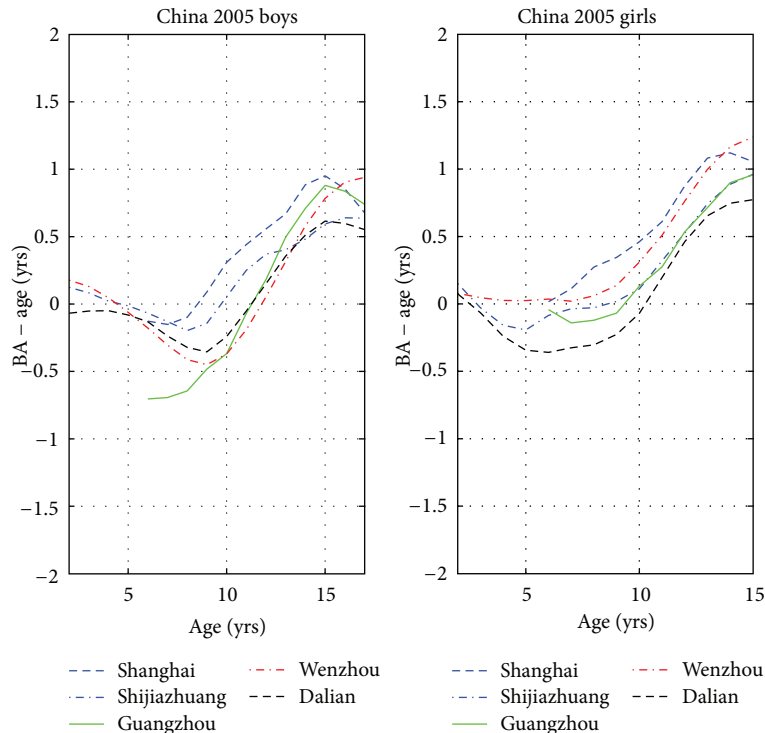 China 2005 boys
2
1.5
1
0.5
0
−0.5
−1
−1.5
−2
BA − age (yrs)
5
10
15
Age (yrs)
Shanghai
Shijiazhuang
Guangzhou
Wenzhou
Dalian
China 2005 girls
2
1.5
1
0.5
0
−0.5
−1
−1.5
−2
BA − age (yrs)
5
10
15
Age (yrs)
Shanghai
Shijiazhuang
Guangzhou
Wenzhou
Dalian